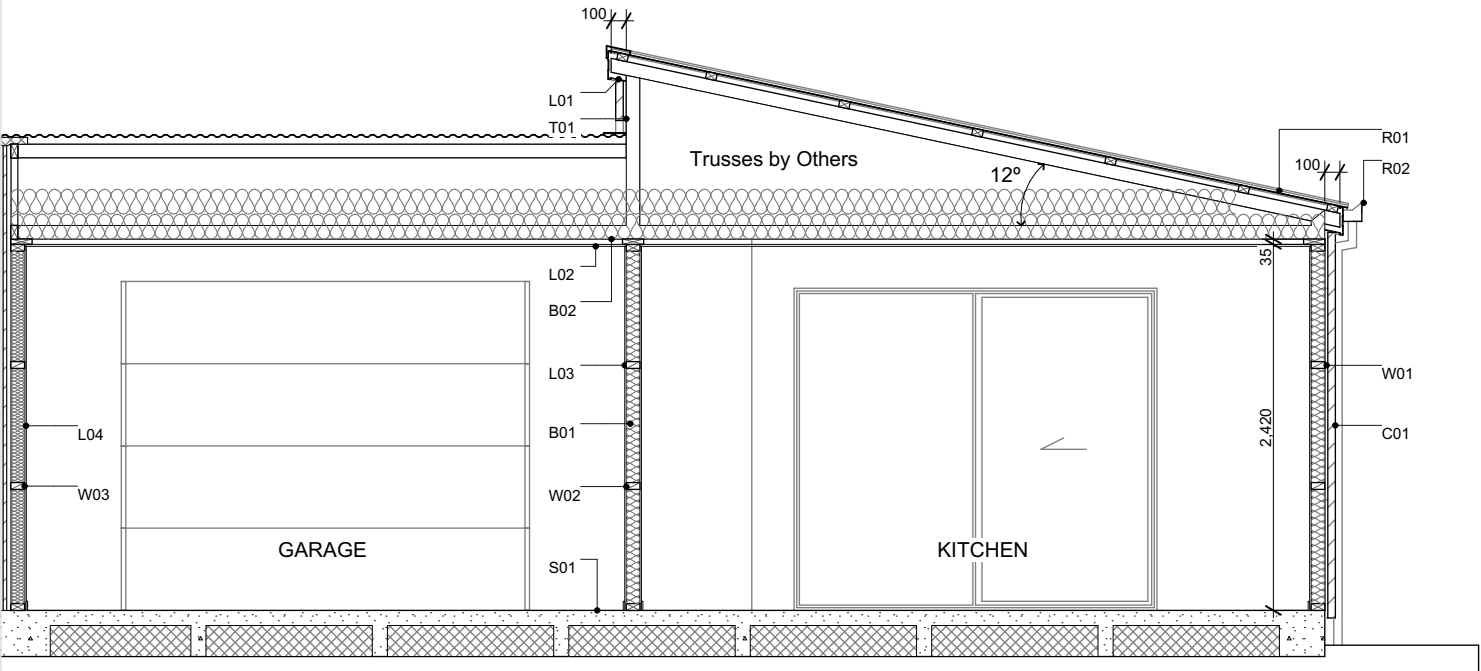 100
L01
T01
Trusses by Others
12º
R01
100
R02
L02
35
B02
L03
W01
2,420
L04
B01
C01
W03
W02
GARAGE
KITCHEN
S01